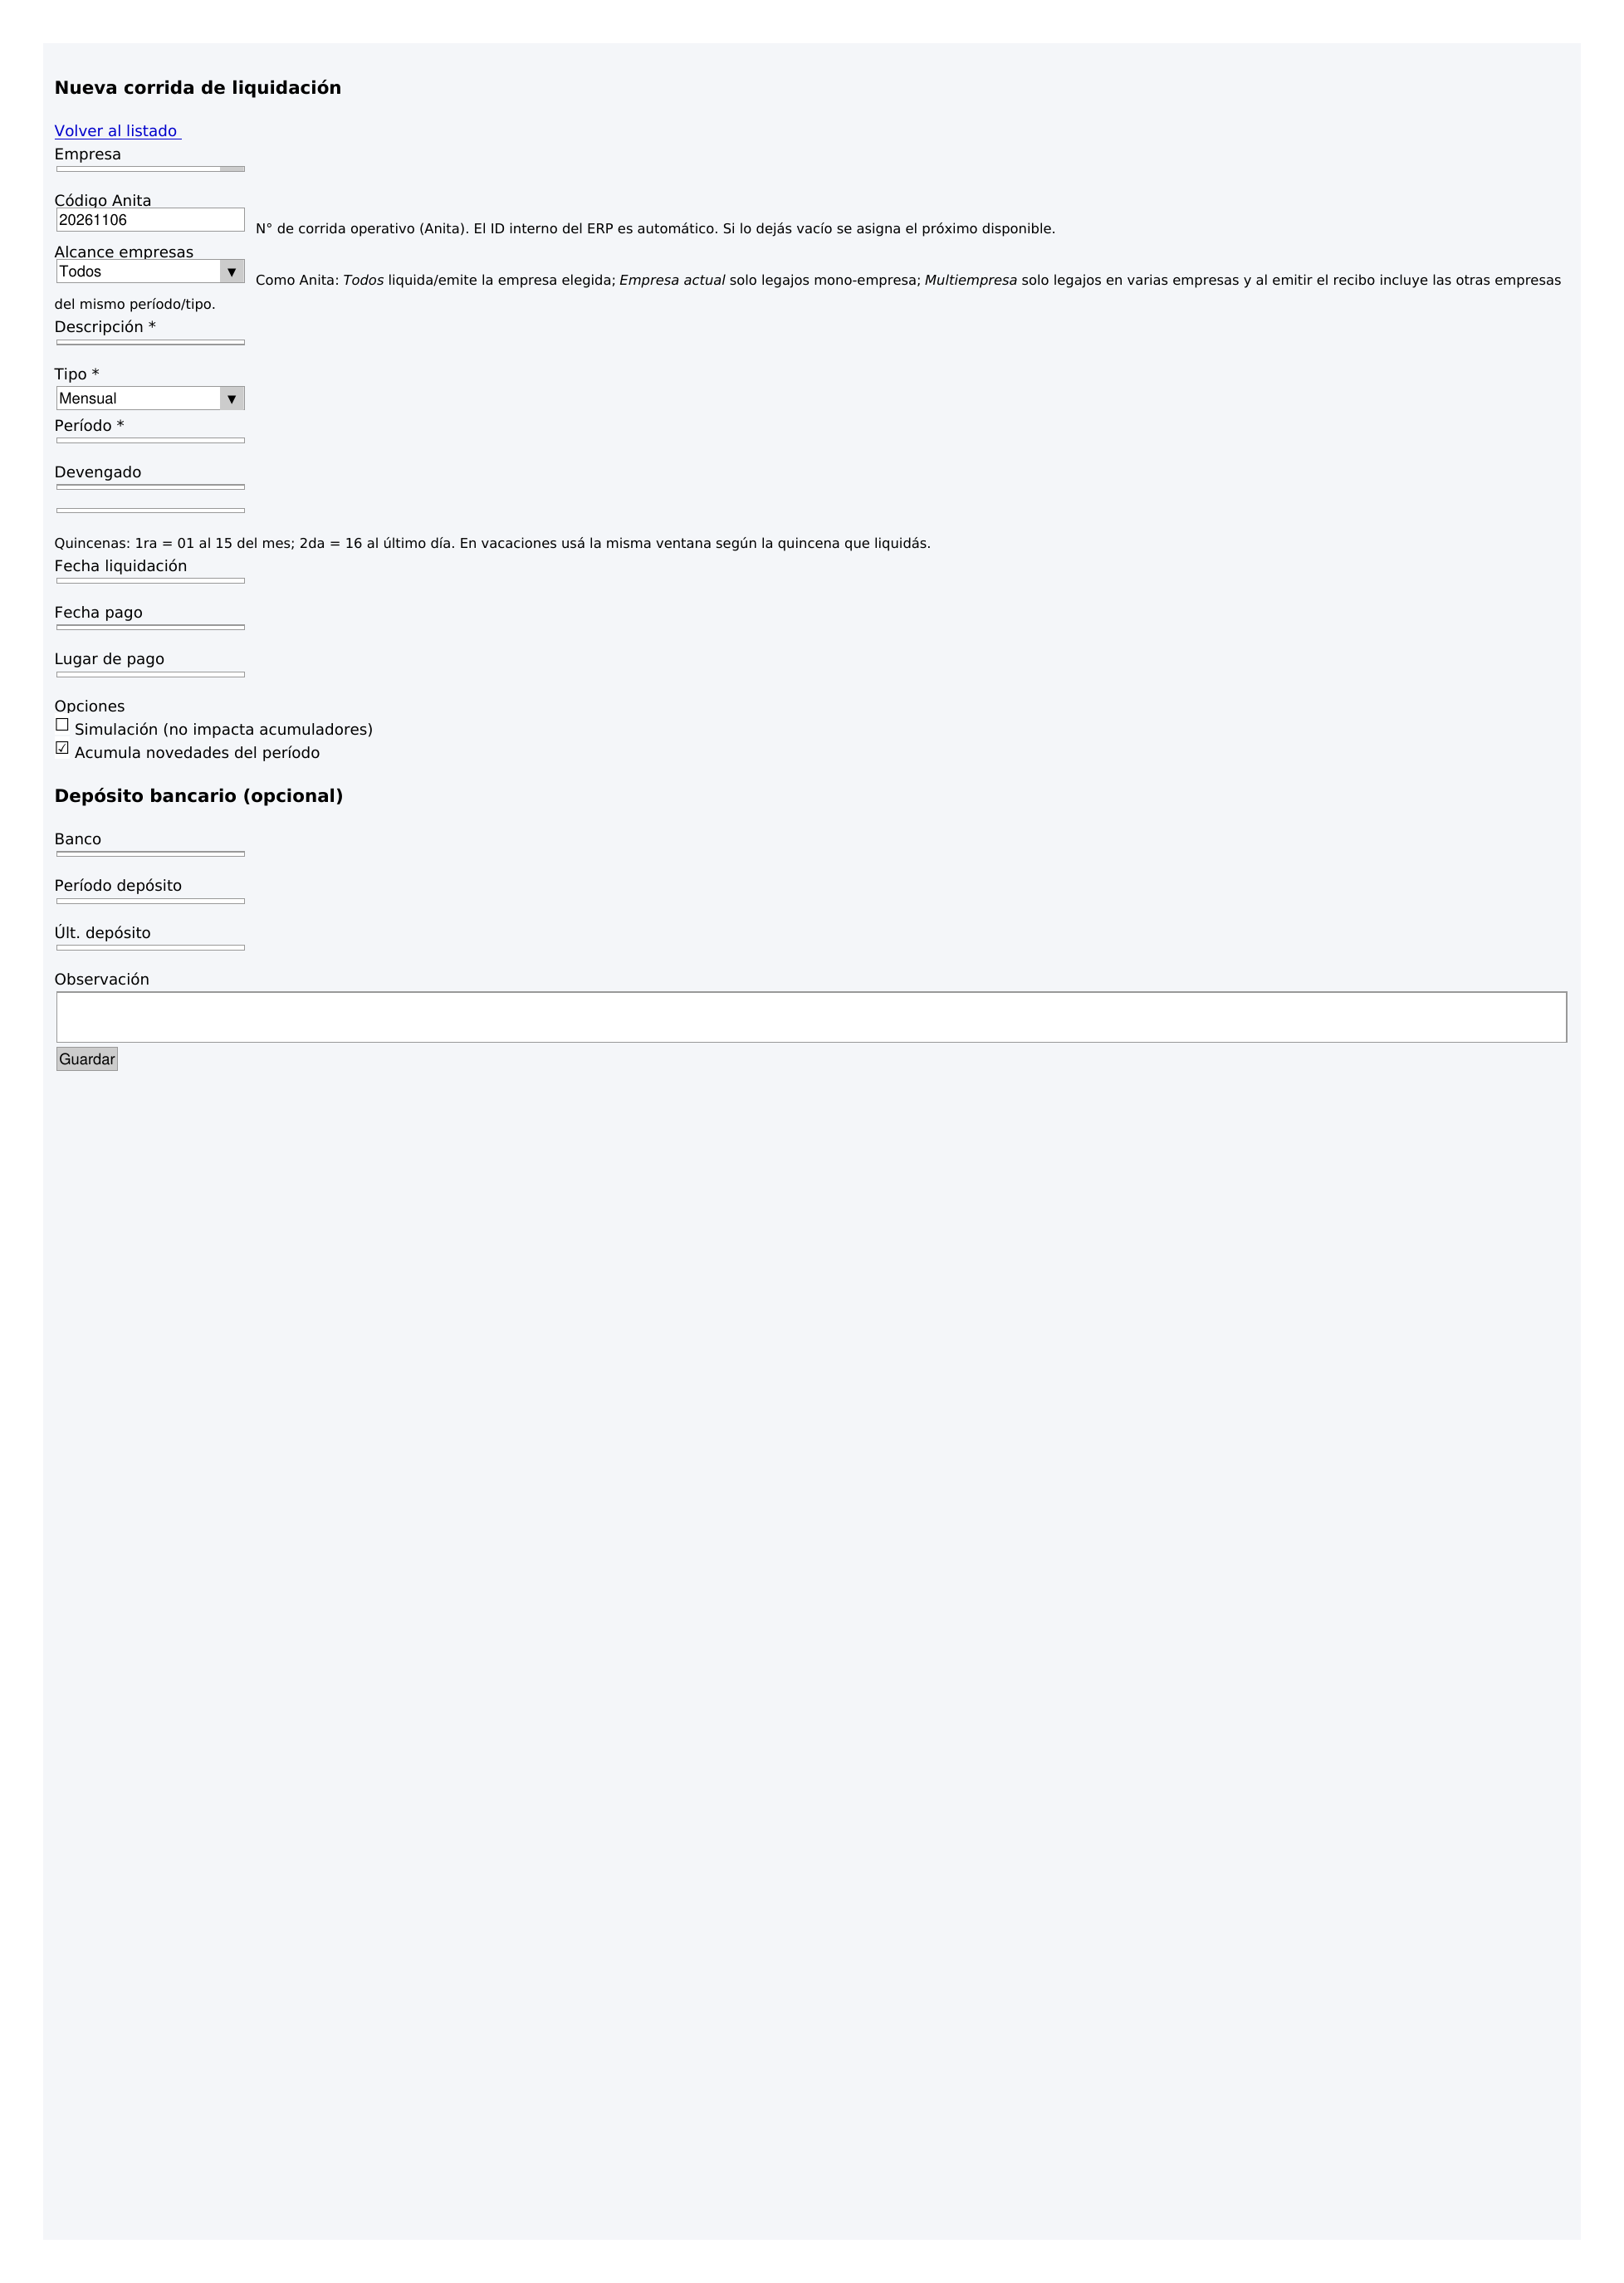 Nueva corrida de liquidación
Volver al listado
Empresa
Código Anita
20261106 N° de corrida operativo (Anita). El ID interno del ERP es automático. Si lo dejás vacío se asigna el próximo disponible.
Alcance empresas
Todos ▼ Como Anita: Todos liquida/emite la empresa elegida; Empresa actual solo legajos mono-empresa; Multiempresa solo legajos en varias empresas y al emitir el recibo incluye las otras empresas
del mismo período/tipo.
Descripción *
Tipo *
Mensual ▼
Período *
Devengado
Quincenas: 1ra = 01 al 15 del mes; 2da = 16 al último día. En vacaciones usá la misma ventana según la quincena que liquidás.
Fecha liquidación
Fecha pago
Lugar de pago
Opciones
☐ Simulación (no impacta acumuladores)
☑ Acumula novedades del período
Depósito bancario (opcional)
Banco
Período depósito
Últ. depósito
Observación
Guardar